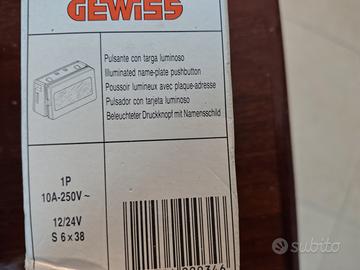 GEWISS
Pulsante con targa luminoso
Illuminated name-plate pushbutton
Poussoir lumineux avec plaque-adresse
Pulsador con tarjeta luminoso
Beleuchteter Druckknopf mit Namensschild
1P
10A-250V~
12/24V
S 6 x 38
subito